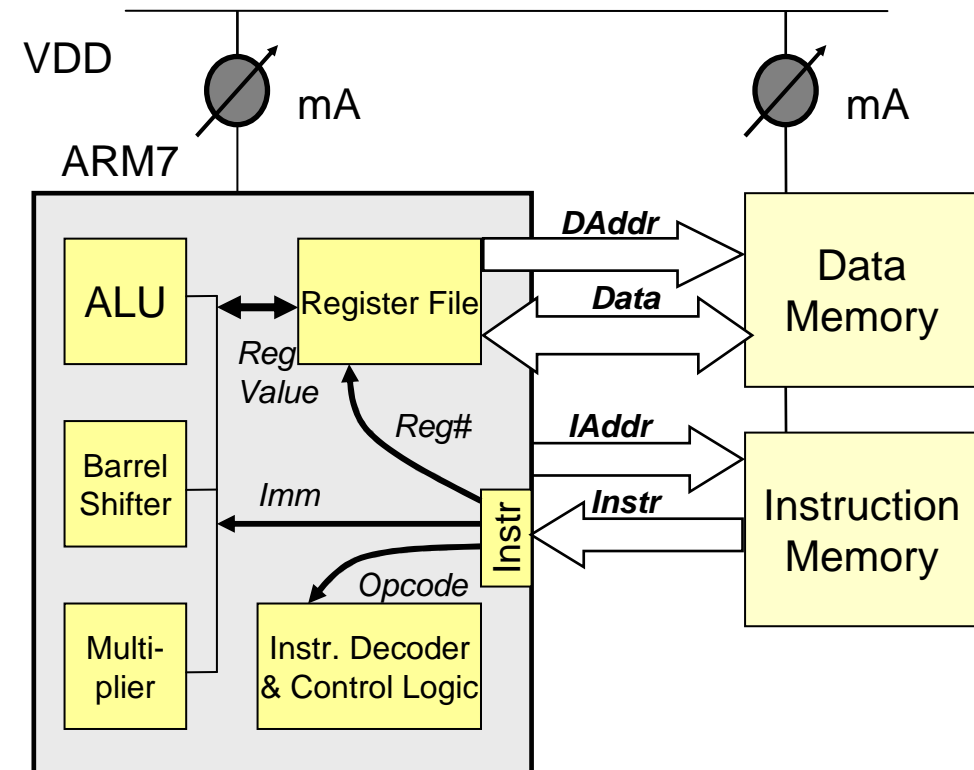 VDD
mA
mA
ARM7
ALU
Register File
DAddr
Data
Data
Memory
Reg
Value
Reg#
IAddr
Barrel
Shifter
Imm
Instr
Instr
Instruction
Memory
Opcode
Multi-
plier
Instr. Decoder
& Control Logic